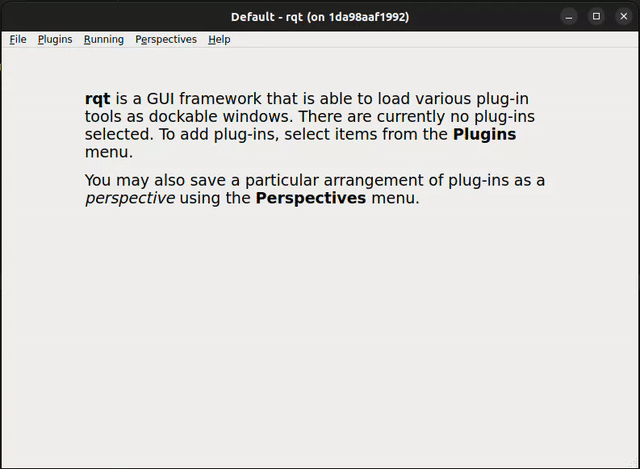 Default - rqt (on 1da98aaf1992)
File Plugins Running Perspectives Help
rqt is a GUI framework that is able to load various plug-in
tools as dockable windows. There are currently no plug-ins
selected. To add plug-ins, select items from the Plugins
menu.
You may also save a particular arrangement of plug-ins as a
perspective using the Perspectives menu.